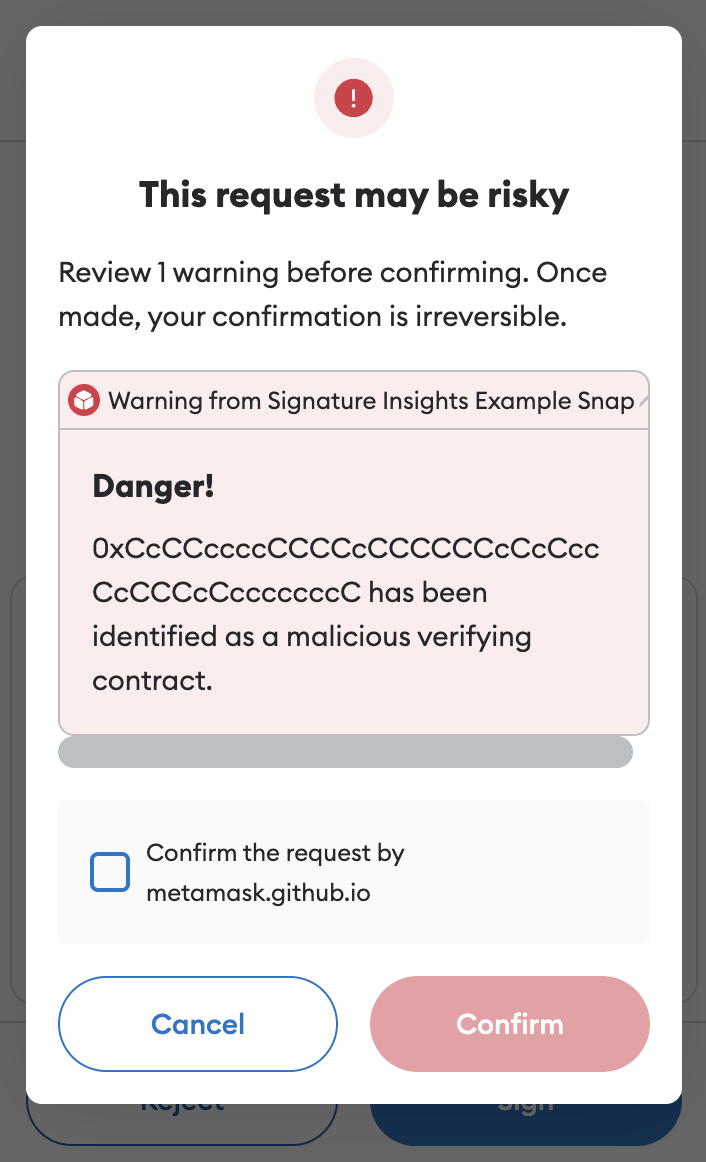 This request may be risky
Review 1 warning before confirming. Once
made, your confirmation is irreversible.
Warning from Signature Insights Example Snap
Danger!
0xCcCCccccCCCCcCCCCCCcCcCcc
CcCCCcCcccccccC has been
identified as a malicious verifying
contract.
Confirm the request by
metamask.github.io
Cancel
Confirm
Reject
Sign